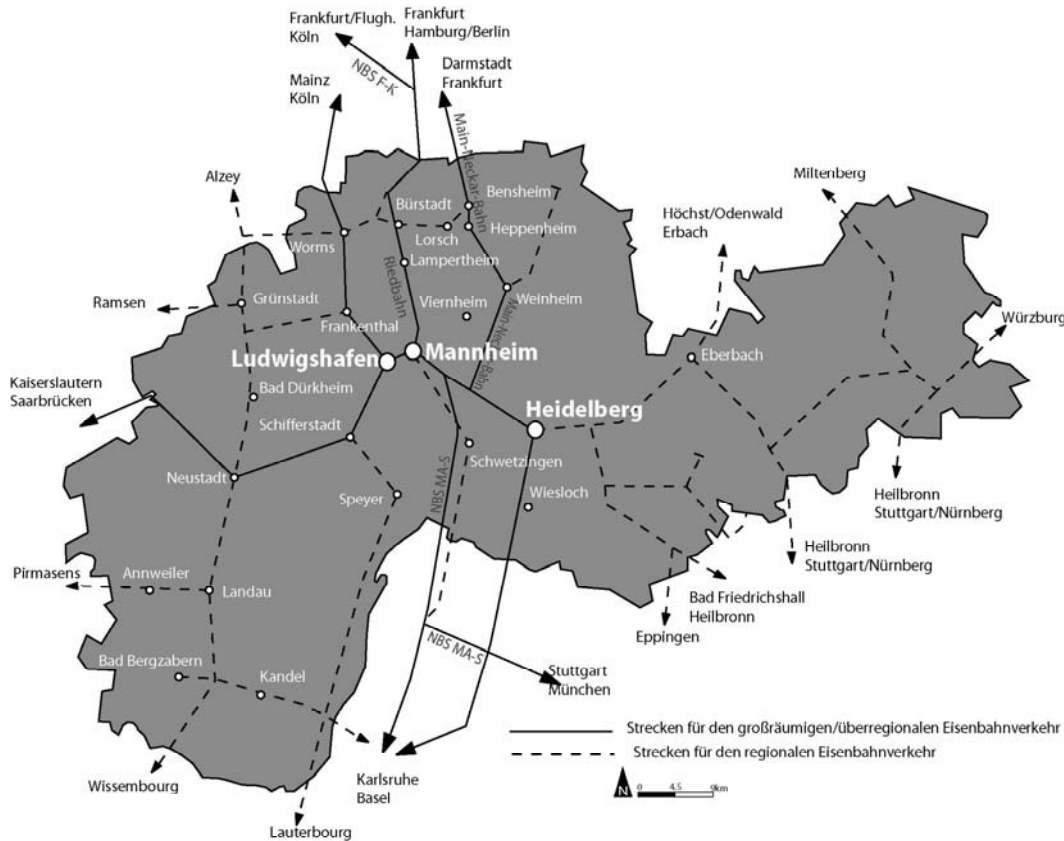 Frankfurt/Flugh.
Köln
Frankfurt
Hamburg/Berlin
NBS F-K
Darmstadt
Frankfurt
Mainz
Köln
Main-Neckar-Bahn
Alzey
Miltenberg
Bensheim
Bürstadt
Höchst/Odenwald
Erbach
Worms
Lorsch
Heppenheim
Lampertheim
Riedbahn
Ramsen
Grünstadt
Viernheim
Weinheim
Würzburg
Frankenthal
Main-Neckar-Bahn
Ludwigshafen
Mannheim
Eberbach
Kaiserslautern
Saarbrücken
Bad Dürkheim
Heidelberg
Schifferstadt
Schwetzingen
Neustadt
Speyer
NBS MA-S
Wiesloch
Heilbronn
Stuttgart/Nürnberg
Heilbronn
Stuttgart/Nürnberg
Pirmasens
Annweiler
Landau
Bad Friedrichshall
Heilbronn
Eppingen
NBS MA-S
Bad Bergzabern
Kandel
Stuttgart
München
Strecken für den großräumigen/überregionalen Eisenbahnverkehr
Strecken für den regionalen Eisenbahnverkehr
Wissembourg
Karlsruhe
Basel
N
0 4,5 9km
Lauterbourg